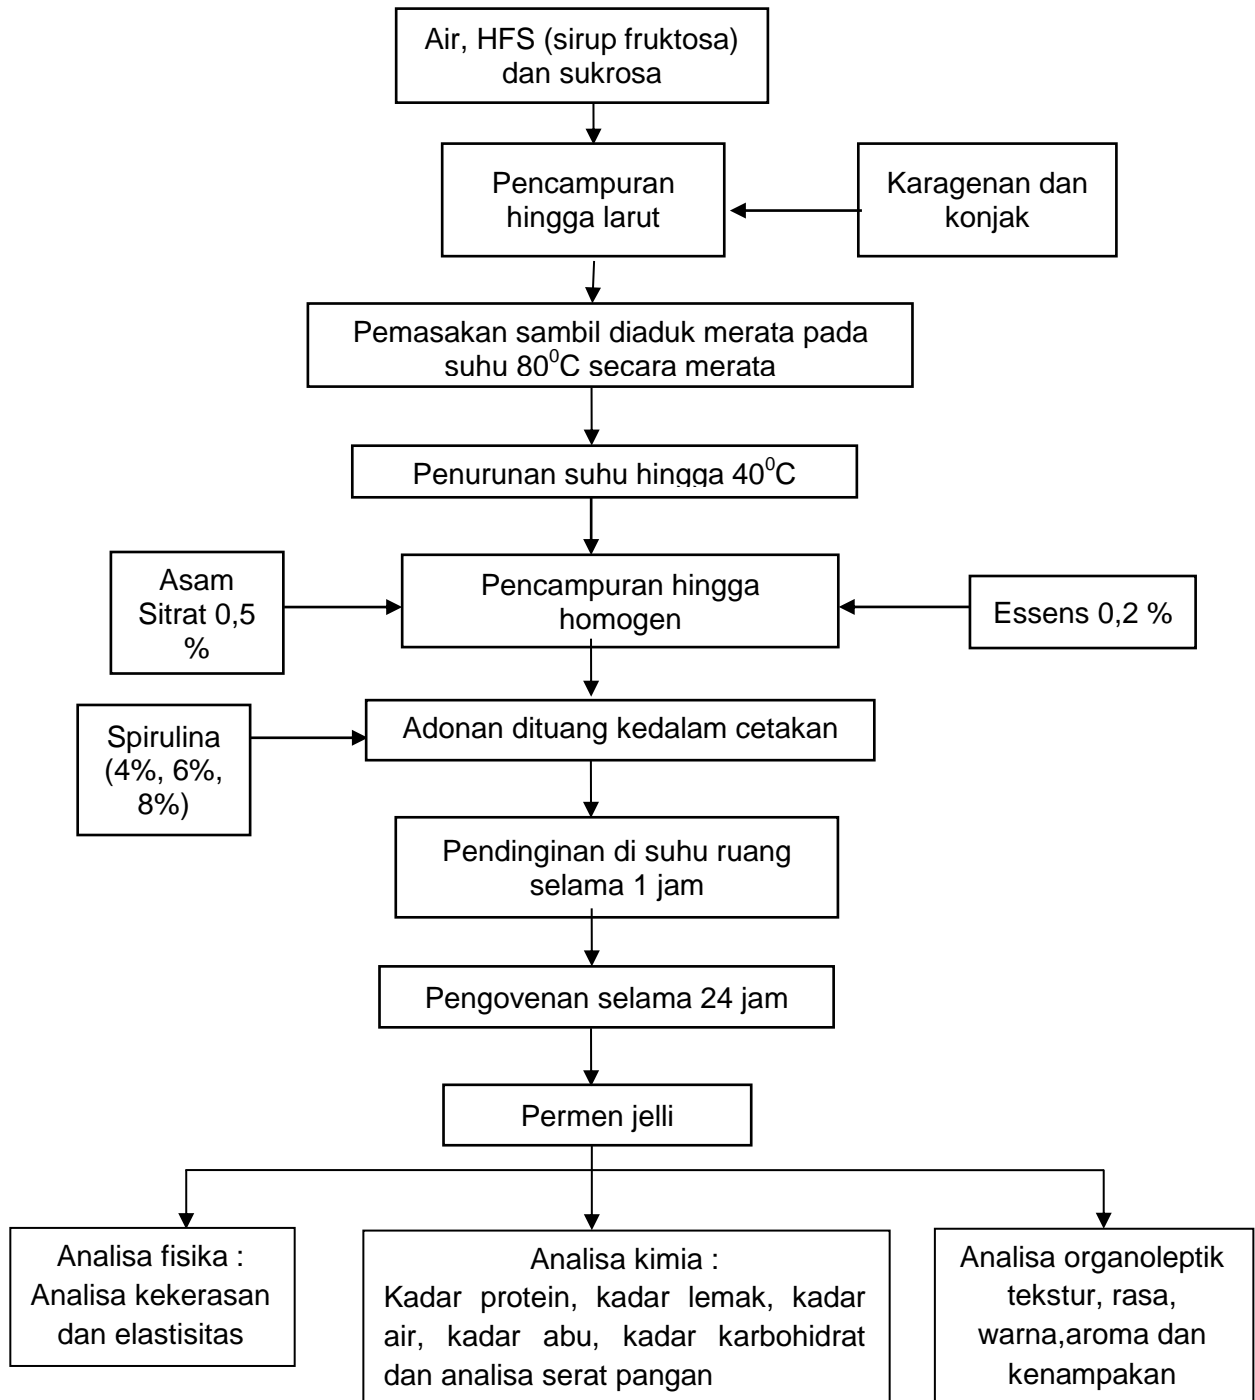 Air, HFS (sirup fruktosa)
dan sukrosa
Pencampuran
hingga larut
Karagenan dan
konjak
Pemasakan sambil diaduk merata pada
suhu 80⁰C secara merata
Penurunan suhu hingga 40⁰C
Asam
Sitrat 0,5
%
Pencampuran hingga
homogen
Essens 0,2 %
Spirulina
(4%, 6%,
8%)
Adonan dituang kedalam cetakan
Pendinginan di suhu ruang
selama 1 jam
Pengovenan selama 24 jam
Permen jelli
Analisa fisika :
Analisa kekerasan
dan elastisitas
Analisa kimia :
Kadar protein, kadar lemak, kadar
air, kadar abu, kadar karbohidrat
dan analisa serat pangan
Analisa organoleptik
tekstur, rasa,
warna,aroma dan
kenampakan